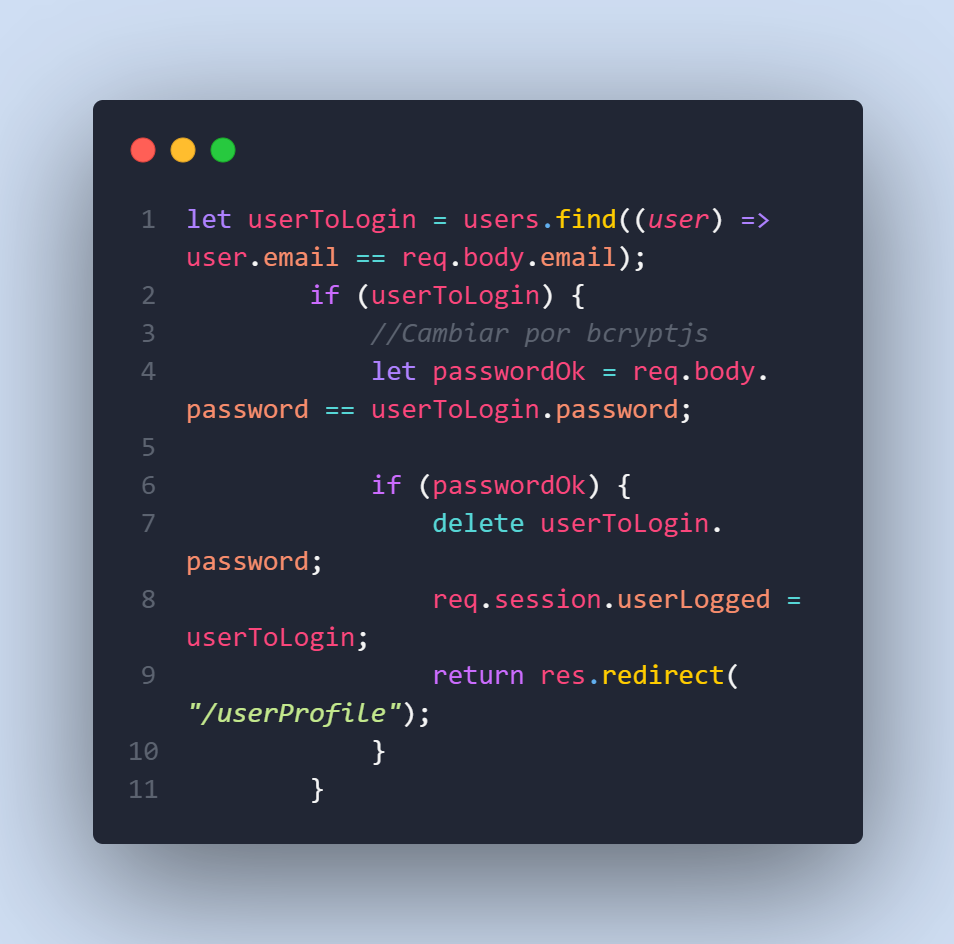 1 let userToLogin = users.find((user) =>
user.email == req.body.email);
2 if (userToLogin) {
3 //Cambiar por bcryptjs
4 let passwordOk = req.body.
password == userToLogin.password;
5
6 if (passwordOk) {
7 delete userToLogin.
password;
8 req.session.userLogged =
userToLogin;
9 return res.redirect(
"/userProfile");
10 }
11 }